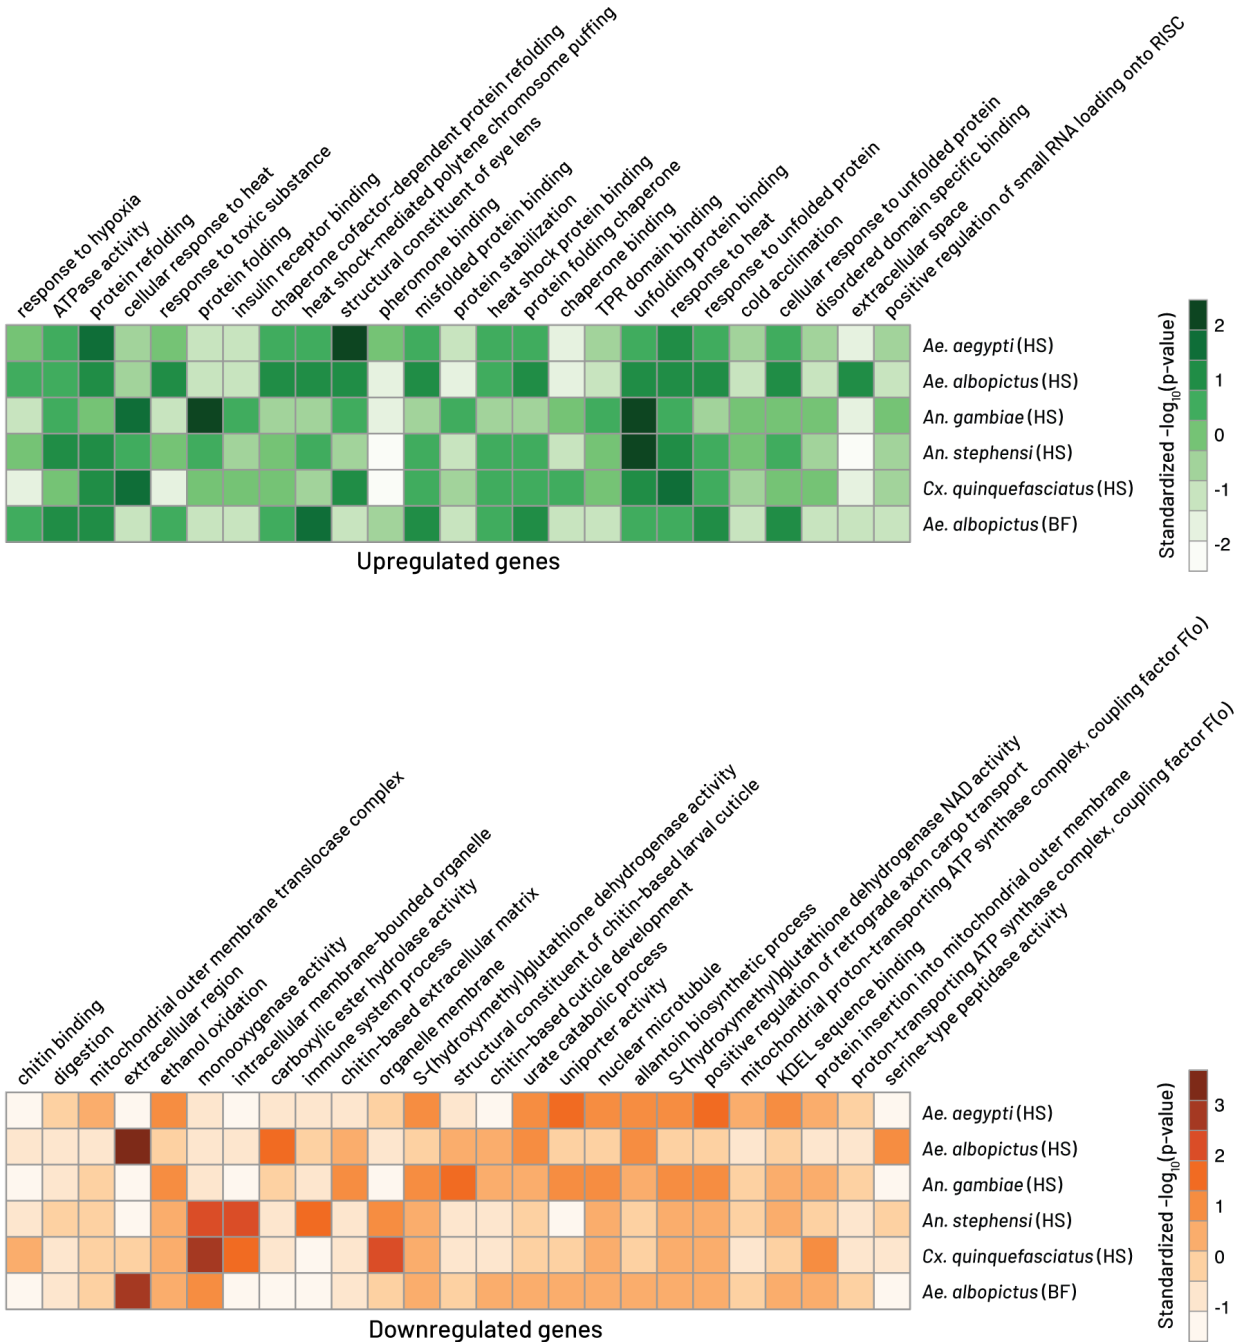 response to hypoxia
ATPase activity
protein refolding
cellular response to heat
response to toxic substance
protein folding
insulin receptor binding
chaperone cofactor-dependent protein refolding
heat shock-mediated polytene chromosome puffing
structural constituent of eye lens
pheromone binding
misfolded protein binding
protein stabilization
heat shock protein binding
protein folding chaperone
chaperone binding
TPR domain binding
unfolding protein binding
response to heat
response to unfolded protein
cold acclimation
cellular response to unfolded protein
disordered domain specific binding
extracellular space
positive regulation of small RNA loading onto RISC
Ae. aegypti (HS)
Ae. albopictus (HS)
An. gambiae (HS)
An. stephensi (HS)
Cx. quinquefasciatus (HS)
Ae. albopictus (BF)
Upregulated genes
Standardized -log10(p-value)
2
1
0
-1
-2
chitin binding
digestion
mitochondrial outer membrane translocase complex
extracellular region
ethanol oxidation
monooxygenase activity
intracellular membrane-bounded organelle
carboxylic ester hydrolase activity
immune system process
chitin-based extracellular matrix
organelle membrane
S-(hydroxymethyl)glutathione dehydrogenase activity
structural constituent of chitin-based larval cuticle
chitin-based cuticle development
urate catabolic process
uniporter activity
nuclear microtubule
allantoin biosynthetic process
S-(hydroxymethyl)glutathione dehydrogenase NAD activity
positive regulation of retrograde axon cargo transport
mitochondrial proton-transporting ATP synthase complex, coupling factor F(o)
KDEL sequence binding
protein insertion into mitochondrial outer membrane
proton-transporting ATP synthase complex, coupling factor F(o)
serine-type peptidase activity
Ae. aegypti (HS)
Ae. albopictus (HS)
An. gambiae (HS)
An. stephensi (HS)
Cx. quinquefasciatus (HS)
Ae. albopictus (BF)
Downregulated genes
Standardized -log10(p-value)
3
2
1
0
-1